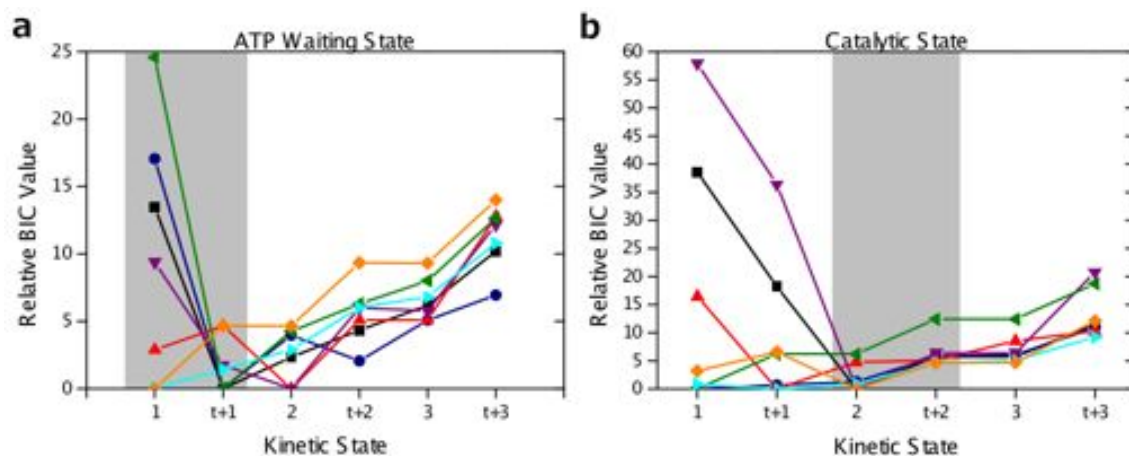 a
ATP Waiting State
25
20
15
10
5
0
Relative BIC Value
1 t+1 2 t+2 3 t+3
Kinetic State
b
Catalytic State
60
55
50
45
40
35
30
25
20
15
10
5
0
Relative BIC Value
1 t+1 2 t+2 3 t+3
Kinetic State